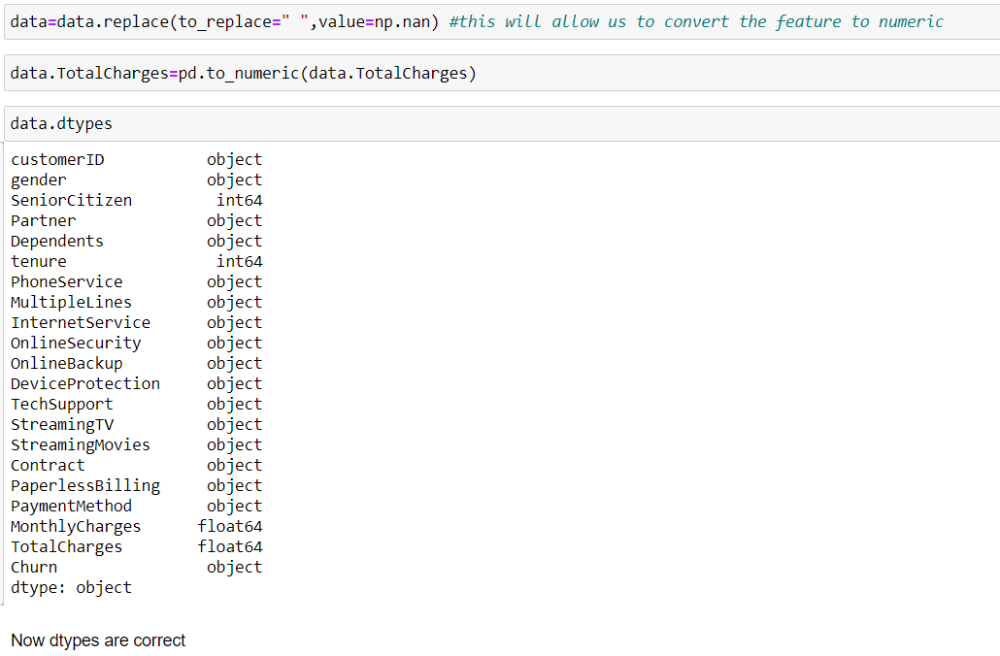 data=data.replace(to_replace=" ",value=np.nan) #this will allow us to convert the feature to numeric
data.TotalCharges=pd.to_numeric(data.TotalCharges)
data.dtypes
customerID object
gender object
SeniorCitizen int64
Partner object
Dependents object
tenure int64
PhoneService object
MultipleLines object
InternetService object
OnlineSecurity object
OnlineBackup object
DeviceProtection object
TechSupport object
StreamingTV object
StreamingMovies object
Contract object
PaperlessBilling object
PaymentMethod object
MonthlyCharges float64
TotalCharges float64
Churn object
dtype: object
Now dtypes are correct